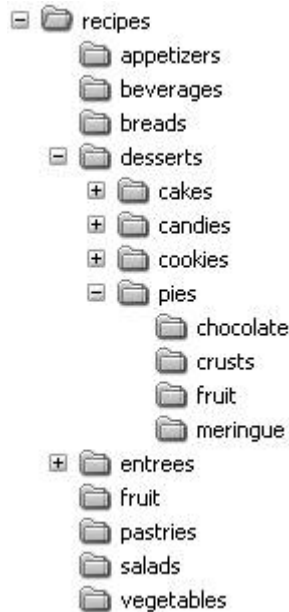 recipes
appetizers
beverages
breads
desserts
cakes
candies
cookies
pies
chocolate
crusts
fruit
meringue
entrees
fruit
pastries
salads
vegetables